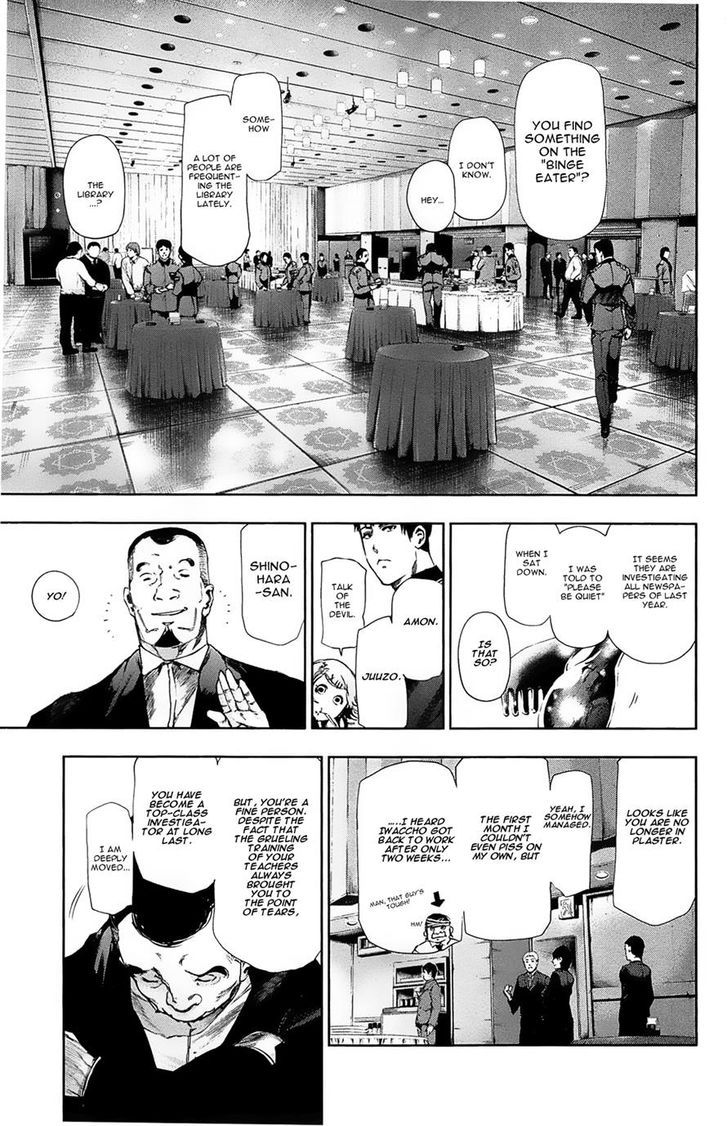 YOU FIND
SOMETHING
ON THE
"BINGE
EATER"?
I DON'T
KNOW.
HEY...
SOME-
HOW
A LOT OF
PEOPLE ARE
FREQUENT-
ING THE
LIBRARY
LATELY.
THE
LIBRARY
...?
IT SEEMS
THEY ARE
INVESTIGATING
ALL NEWSPA-
PERS OF LAST
YEAR.
I WAS
TOLD TO
"PLEASE
BE QUIET"
WHEN I
SAT
DOWN.
IS
THAT
SO?
AMON.
JUUZO.
TALK
OF THE
DEVIL.
SHINO-
HARA
-SAN.
YO!
LOOKS LIKE
YOU ARE NO
LONGER IN
PLASTER.
YEAH, I
SOMEHOW
MANAGED.
THE FIRST
MONTH I
COULDN'T
EVEN PISS ON
MY OWN, BUT
.....I HEARD
IWACCHO GOT
BACK TO WORK
AFTER ONLY
TWO WEEKS...
MAN, THAT GUY'S
TOUGH!
HM!
BUT, YOU'RE A
FINE PERSON.
DESPITE THE
FACT THAT
THE GRUELING
TRAINING
OF YOUR
TEACHERS
ALWAYS
BROUGHT YOU
TO THE POINT
OF TEARS,
YOU HAVE
BECOME A
TOP-CLASS
INVESTIGA-
TOR AT LONG
LAST.
I AM
DEEPLY
MOVED...